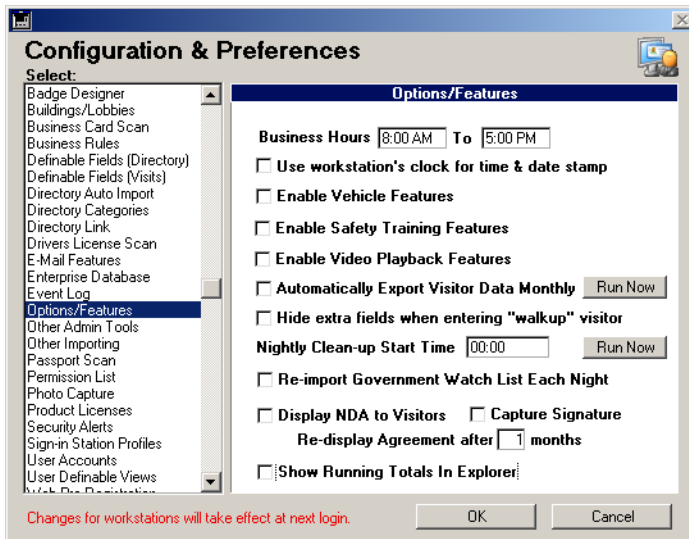 Configuration & Preferences
Select:
Badge Designer
Buildings/Lobbies
Business Card Scan
Business Rules
Definable Fields (Directory)
Definable Fields (Visits)
Directory Auto Import
Directory Categories
Directory Link
Drivers License Scan
E-Mail Features
Enterprise Database
Event Log
Options/Features
Other Admin Tools
Other Importing
Passport Scan
Permission List
Photo Capture
Product Licenses
Security Alerts
Sign-in Station Profiles
User Accounts
User Definable Views
Options/Features
Business Hours 8:00 AM To 5:00 PM
Use workstation's clock for time & date stamp
Enable Vehicle Features
Enable Safety Training Features
Enable Video Playback Features
Automatically Export Visitor Data Monthly Run Now
Hide extra fields when entering "walkup" visitor
Nightly Clean-up Start Time 00:00 Run Now
Re-import Government Watch List Each Night
Display NDA to Visitors Capture Signature
Re-display Agreement after 1 months
Show Running Totals In Explorer
Changes for workstations will take effect at next login. OK Cancel